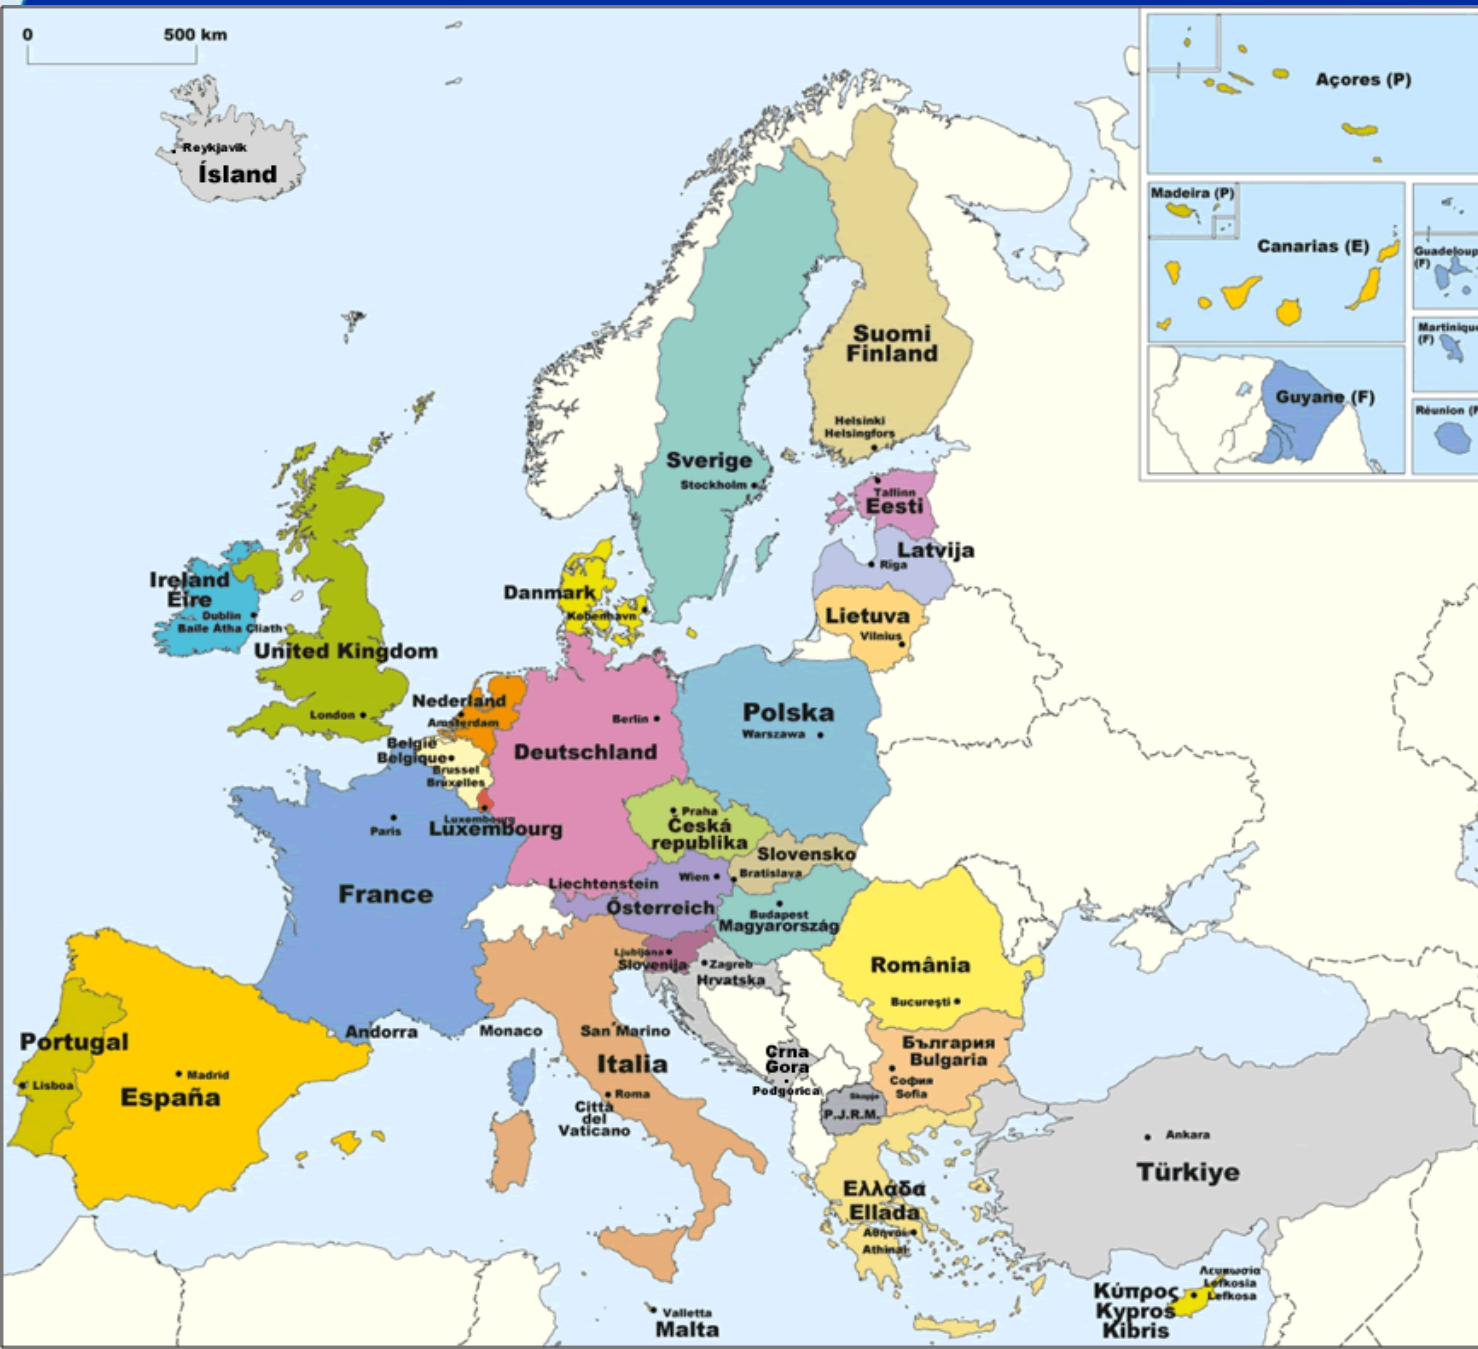 0 500 km
Reykjavik
Ísland
Açores (P)
Madeira (P)
Canarias (E)
Guadeloup
(F)
Martinique
(F)
Guyane (F)
Réunion (F
Suomi
Finland
Helsinki
Helsingfors
Sverige
Stockholm
Tallinn
Eesti
Latvija
Riga
Lietuva
Vilnius
Danmark
København
Ireland
Éire
Dublin
Baile Átha Cliath
United Kingdom
London
Nederland
Amsterdam
België
Belgique
Brussel
Bruxelles
Luxembourg
Luxembourg
Berlin
Deutschland
Polska
Warszawa
Praha
Česká
republika
Slovensko
Bratislava
Wien
Liechtenstein
Österreich
Budapest
Magyarország
Paris
France
Ljubljana
Slovenija
Zagreb
Hrvatska
România
București
Portugal
Lisboa
Madrid
España
Andorra
Monaco
San Marino
Italia
Roma
Città
del
Vaticano
Crna
Gora
Podgorica
България
Bulgaria
София
Sofia
Skopje
P.J.R.M.
Ελλάδα
Ellada
Αθήναι
Athinai
Ankara
Türkiye
Λευκωσία
Lefkosia
Lefkosa
Κύπρος
Kypros
Kibris
Valletta
Malta